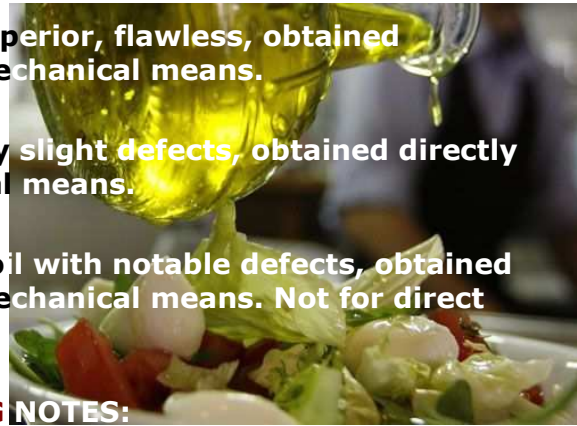 perior, flawless, obtained
echanical means.
y slight defects, obtained directly
l means.
oil with notable defects, obtained
echanical means. Not for direct
G NOTES: